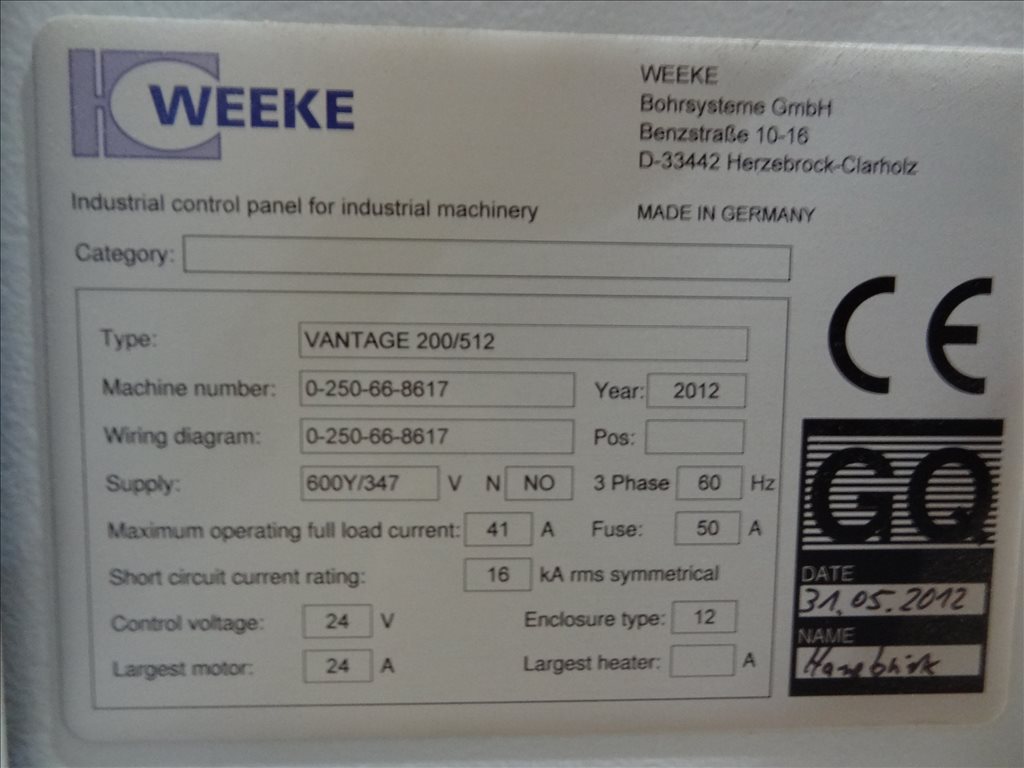 WEEKE
WEEKE
Bohrsysteme GmbH
Benzstraße 10-16
D-33442 Herzebrock-Clarholz
Industrial control panel for industrial machinery
MADE IN GERMANY
Category:
CE
Type: VANTAGE 200/512
Machine number: 0-250-66-8617 Year: 2012
Wiring diagram: 0-250-66-8617 Pos:
Supply: 600Y/347 V N NO 3 Phase 60 Hz
Maximum operating full load current: 41 A Fuse: 50 A
Short circuit current rating: 16 kA rms symmetrical
Control voltage: 24 V Enclosure type: 12
Largest motor: 24 A Largest heater: A
GQ
DATE
31.05.2012
NAME